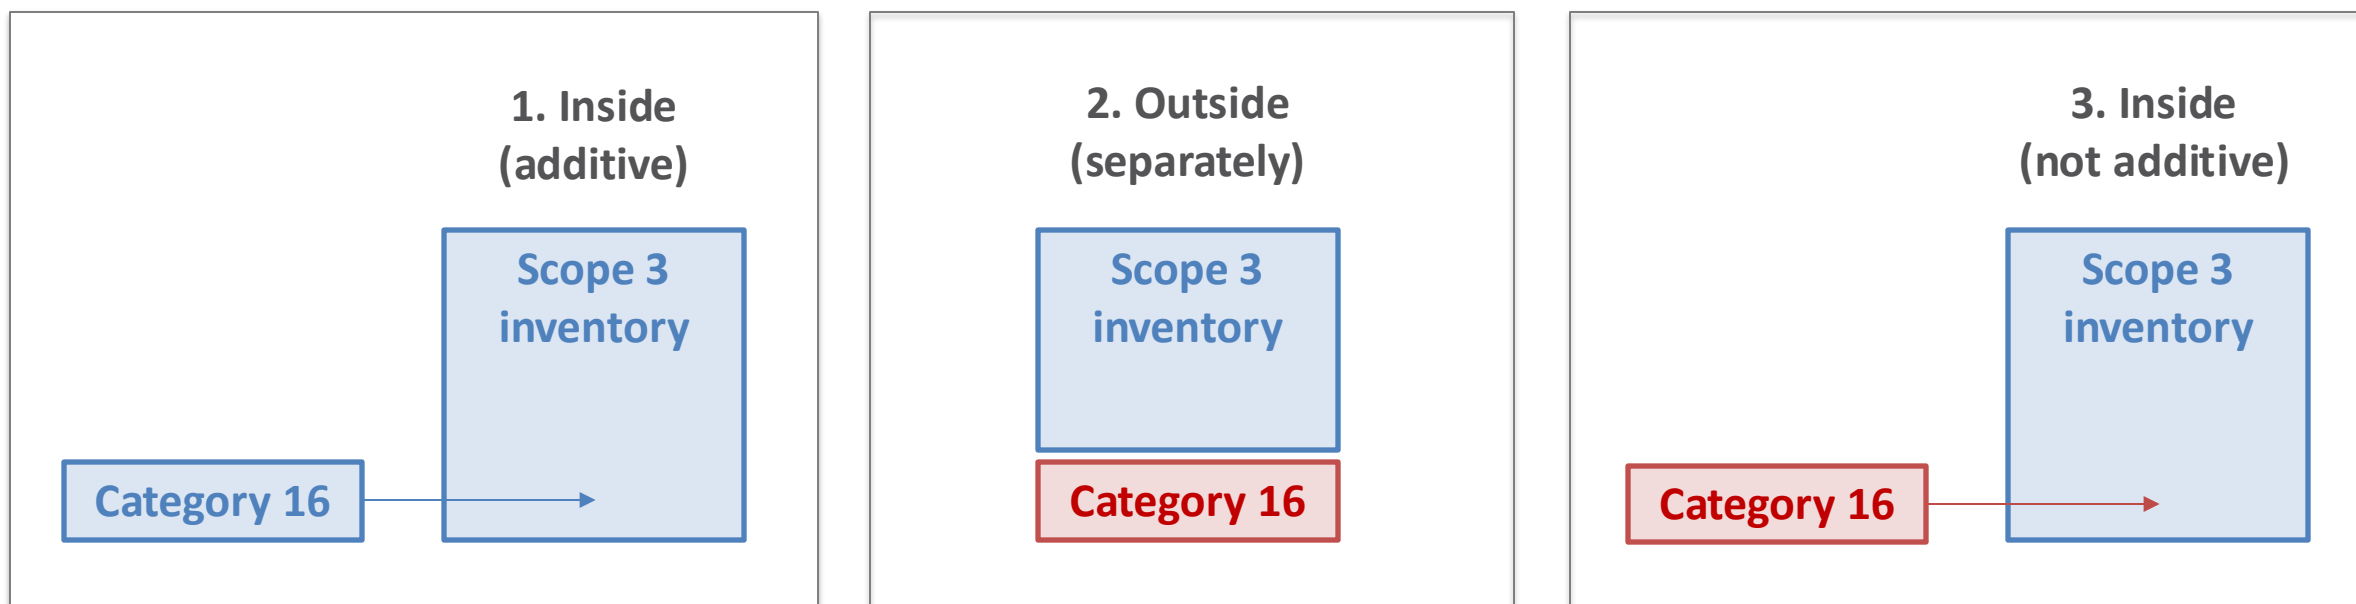 1. Inside
(additive)
Scope 3
inventory
Category 16
2. Outside
(separately)
Scope 3
inventory
Category 16
3. Inside
(not additive)
Scope 3
inventory
Category 16